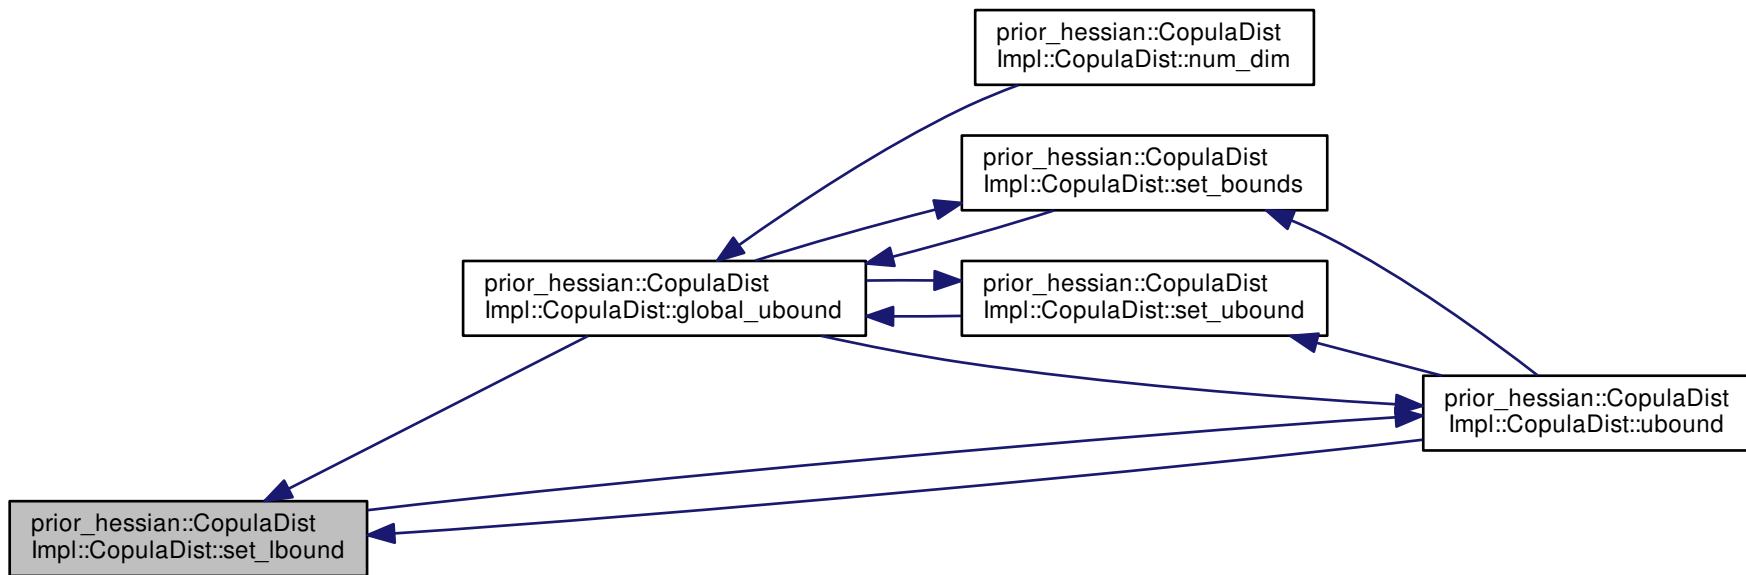 prior_hessian::CopulaDist
Impl::CopulaDist::num_dim
prior_hessian::CopulaDist
Impl::CopulaDist::set_bounds
prior_hessian::CopulaDist
Impl::CopulaDist::global_ubound
prior_hessian::CopulaDist
Impl::CopulaDist::set_ubound
prior_hessian::CopulaDist
Impl::CopulaDist::ubound
prior_hessian::CopulaDist
Impl::CopulaDist::set_lbound